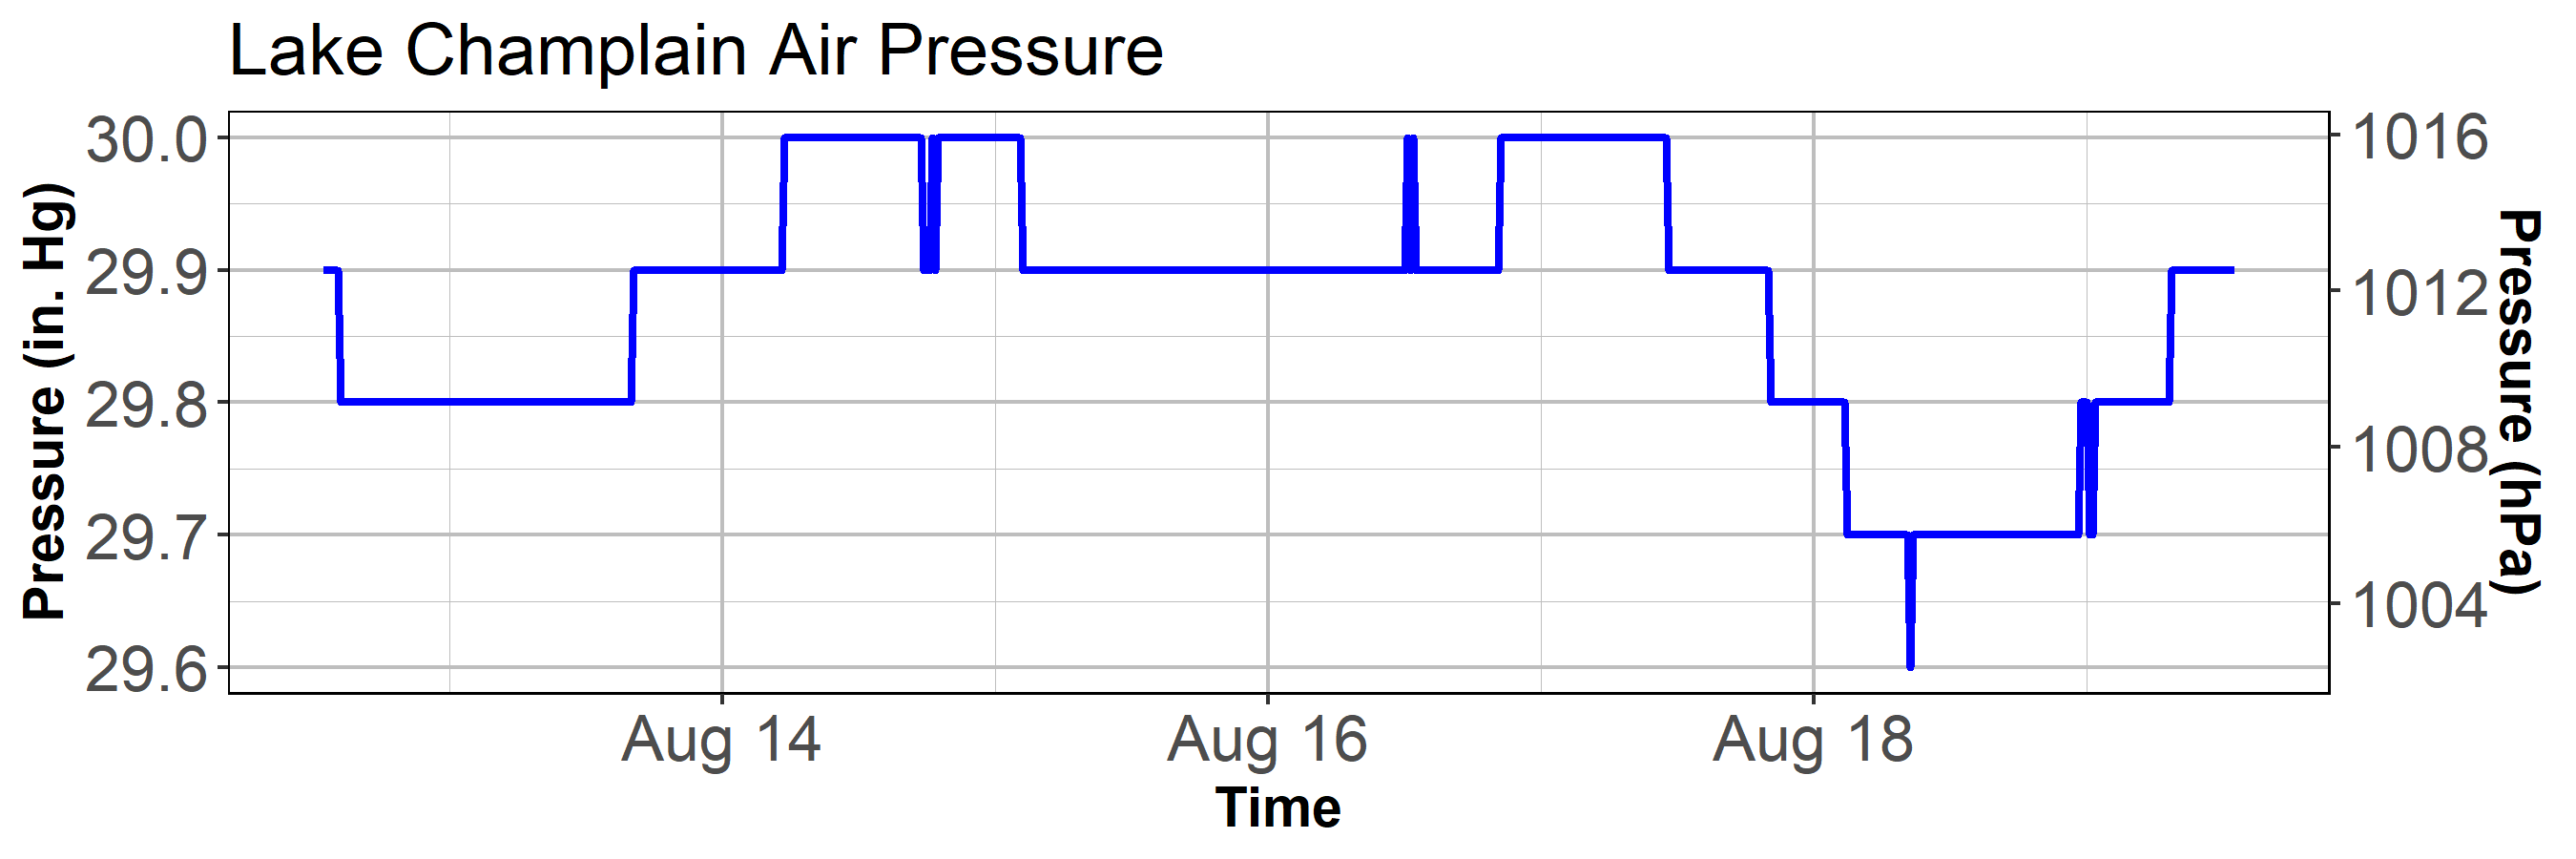 Lake Champlain Air Pressure
Pressure (in. Hg)
30.0
29.9
29.8
29.7
29.6
1016
1012
1008
1004
Pressure (hPa)
Aug 14 Aug 16 Aug 18
Time